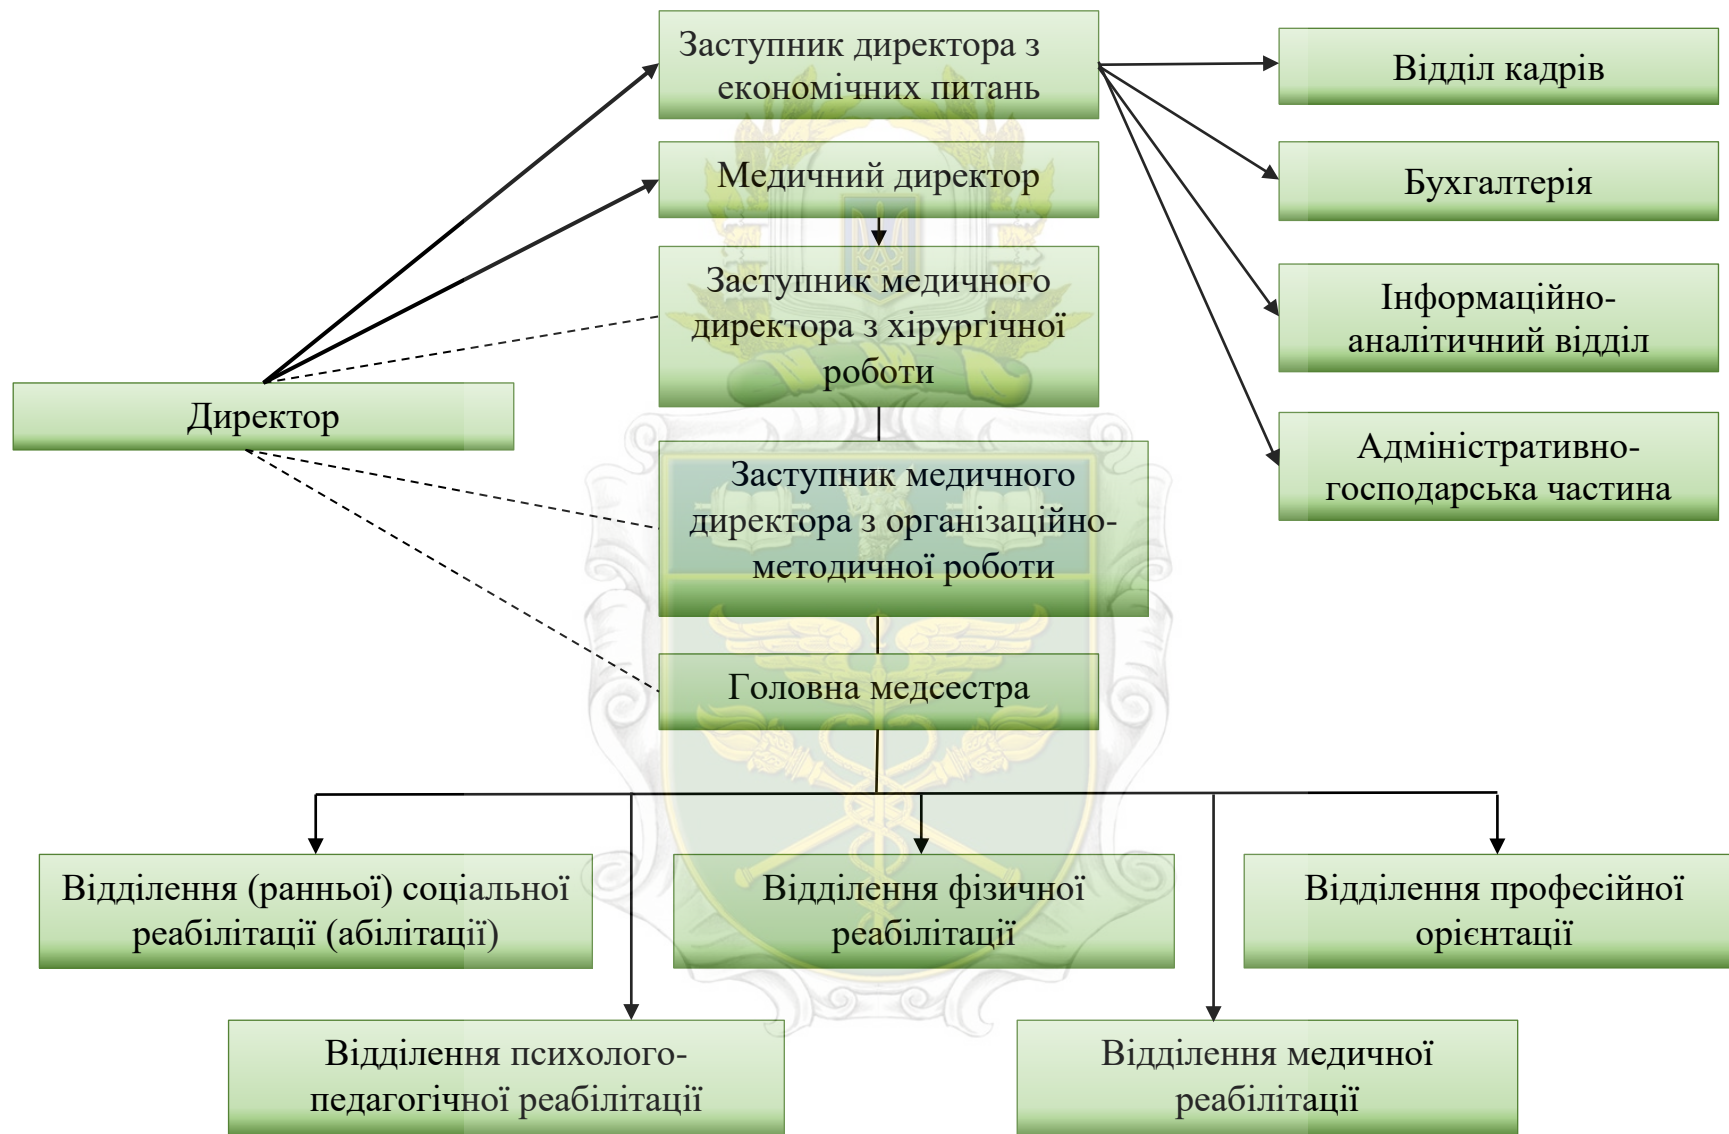 Заступник директора з
економічних питань
Відділ кадрів
Медичний директор
Бухгалтерія
Заступник медичного
директора з хірургічної
роботи
Інформаційно-
аналітичний відділ
Директор
Адміністративно-
господарська частина
Заступник медичного
директора з організаційно-
методичної роботи
Головна медсестра
Відділення (ранньої) соціальної
реабілітації (абілітації)
Відділення фізичної
реабілітації
Відділення професійної
орієнтації
Відділення психолого-
педагогічної реабілітації
Відділення медичної
реабілітації